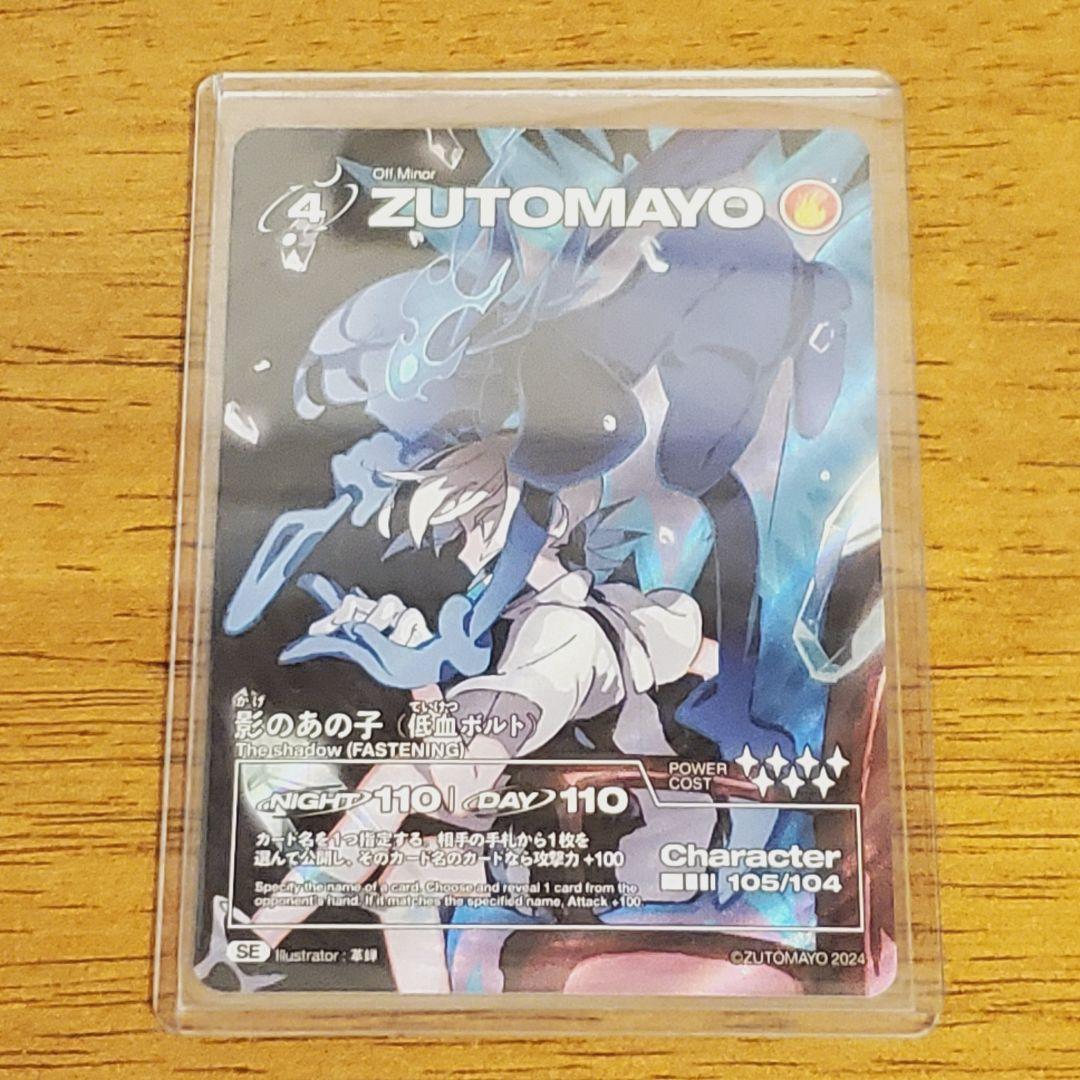 Off Minor
4
ZUTOMAYO
かげ
ていけつ
影のあの子(低血ボルト)
The shadow (FASTENING)
POWER
COST
NIGHT 110 | DAY 110
カード名を1つ指定する。相手の手札から1枚を
選んで公開し、そのカード名のカードなら攻撃力+100
Specify the name of a card. Choose and reveal 1 card from the
opponent's hand. If it matches the specified name, Attack +100.
Character
105/104
SE Illustrator : 革蝉
©ZUTOMAYO 2024